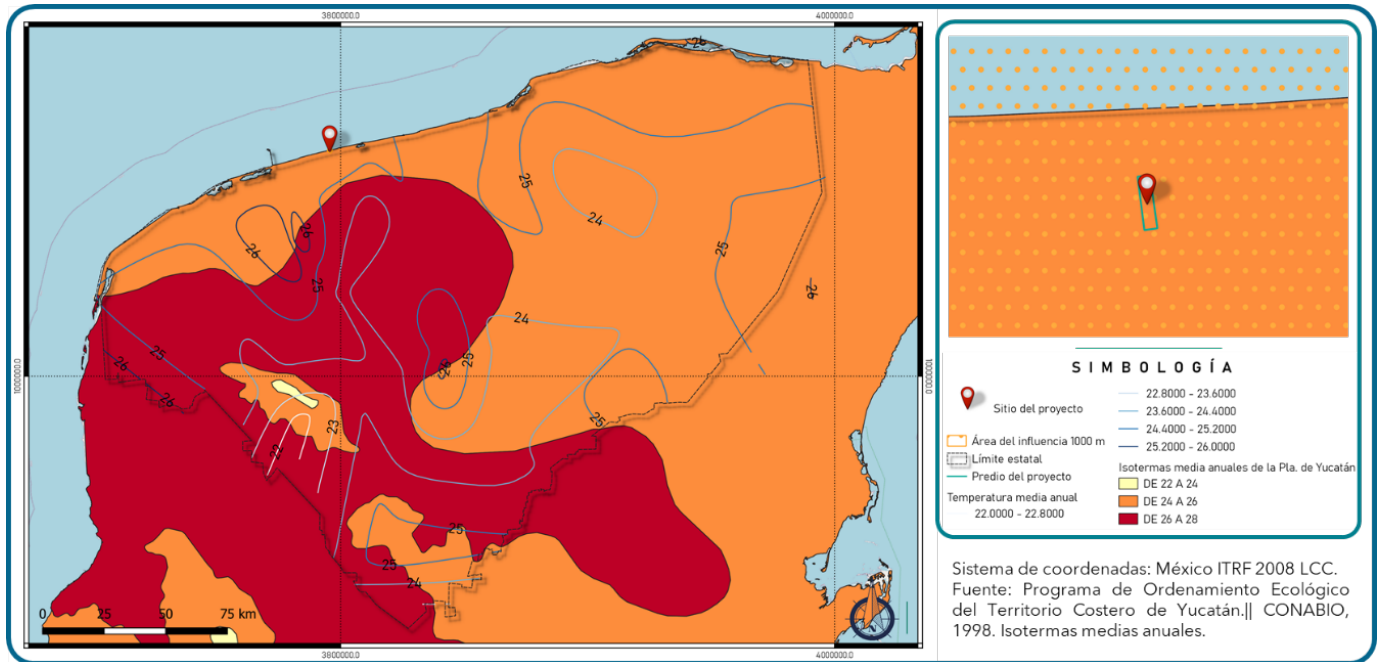 3800000.0
4000000.0
26
25
24
26
26
25
25
26
24
25
25
26
25
26
26
1000000.0
1000000.0
25
23
22
25
25
24
0 25 50 75 km
3800000.0
4000000.0
SIMBOLOGÍA
Sitio del proyecto
Área del influencia 1000 m
Límite estatal
Predio del proyecto
Temperatura media anual
22.0000 - 22.8000
22.8000 - 23.6000
23.6000 - 24.4000
24.4000 - 25.2000
25.2000 - 26.0000
Isotermas media anuales de la Pla. de Yucatán
DE 22 A 24
DE 24 A 26
DE 26 A 28
Sistema de coordenadas: México ITRF 2008 LCC.
Fuente: Programa de Ordenamiento Ecológico
del Territorio Costero de Yucatán.|| CONABIO,
1998. Isotermas medias anuales.